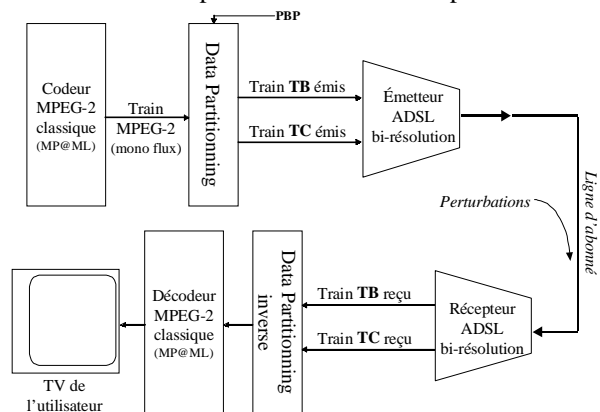 PBP
Codeur
MPEG-2
classique
(MP@ML)
Train
MPEG-2
(mono flux)
Data Partitionning
Train TB émis
Train TC émis
Émetteur
ADSL
bi-résolution
Ligne d'abonné
Perturbations
Récepteur
ADSL
bi-résolution
Train TB reçu
Train TC reçu
Data Partitionning
inverse
Décodeur
MPEG-2
classique
(MP@ML)
TV de
l'utilisateur